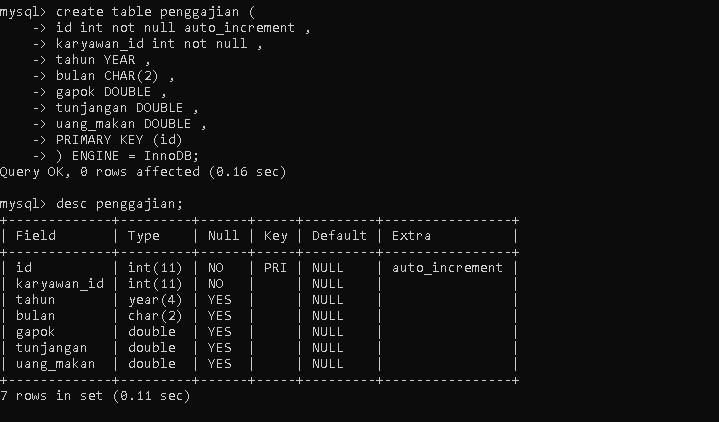 mysql> create table penggajian (
    -> id int not null auto_increment ,
    -> karyawan_id int not null ,
    -> tahun YEAR ,
    -> bulan CHAR(2) ,
    -> gapok DOUBLE ,
    -> tunjangan DOUBLE ,
    -> uang_makan DOUBLE ,
    -> PRIMARY KEY (id)
    -> ) ENGINE = InnoDB;
Query OK, 0 rows affected (0.16 sec)

mysql> desc penggajian;
+-------------+---------+------+-----+---------+----------------+
| Field       | Type    | Null | Key | Default | Extra          |
+-------------+---------+------+-----+---------+----------------+
| id          | int(11) | NO   | PRI | NULL    | auto_increment |
| karyawan_id | int(11) | NO   |     | NULL    |                |
| tahun       | year(4) | YES  |     | NULL    |                |
| bulan       | char(2) | YES  |     | NULL    |                |
| gapok       | double  | YES  |     | NULL    |                |
| tunjangan   | double  | YES  |     | NULL    |                |
| uang_makan  | double  | YES  |     | NULL    |                |
+-------------+---------+------+-----+---------+----------------+
7 rows in set (0.11 sec)